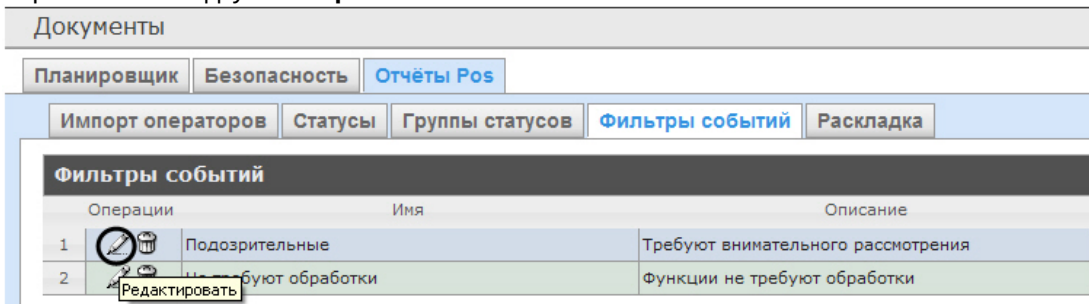 Документы
Планировщик Безопасность Отчёты Pos
Импорт операторов Статусы Группы статусов Фильтры событий Раскладка
Фильтры событий
Операции Имя Описание
1 Подозрительные Требуют внимательного рассмотрения
2 требуют обработки Функции не требуют обработки
Редактировать